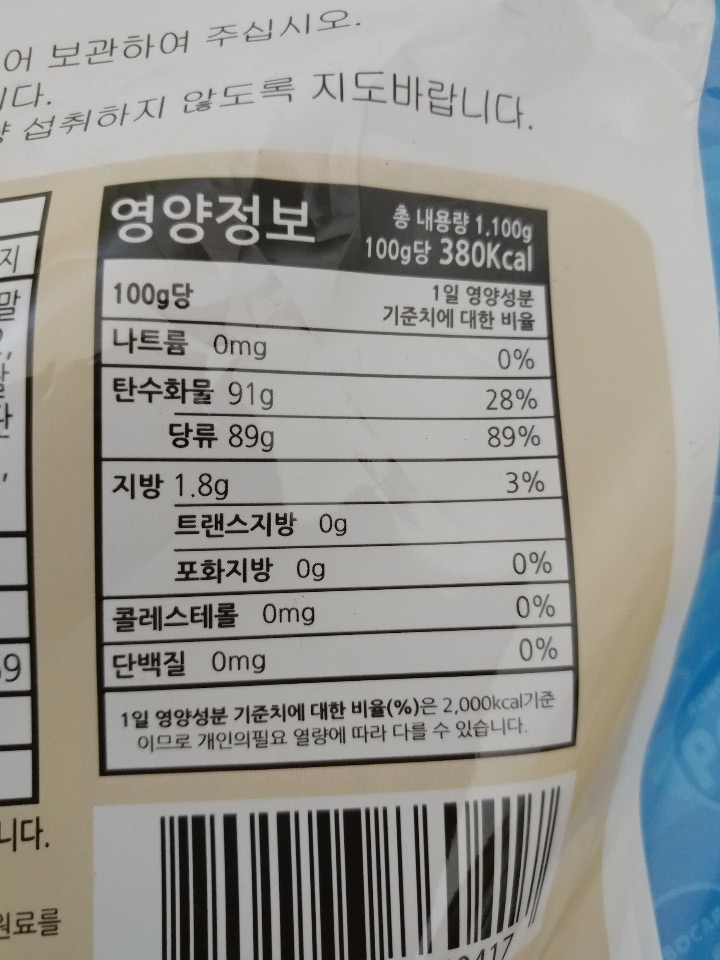 어 보관하여 주십시오.
다.
섭취하지 않도록 지도바랍니다.
지
말
영양정보
총 내용량 1,100g
100g당 380Kcal
100g당
1일 영양성분
기준치에 대한 비율
나트륨 0mg 0%
탄수화물 91g 28%
당류 89g 89%
지방 1.8g 3%
트랜스지방 0g
포화지방 0g 0%
콜레스테롤 0mg 0%
단백질 0mg 0%
1일 영양성분 기준치에 대한 비율(%)은 2,000kcal기준
이므로 개인의필요 열량에 따라 다를 수 있습니다.
니다.
원료를